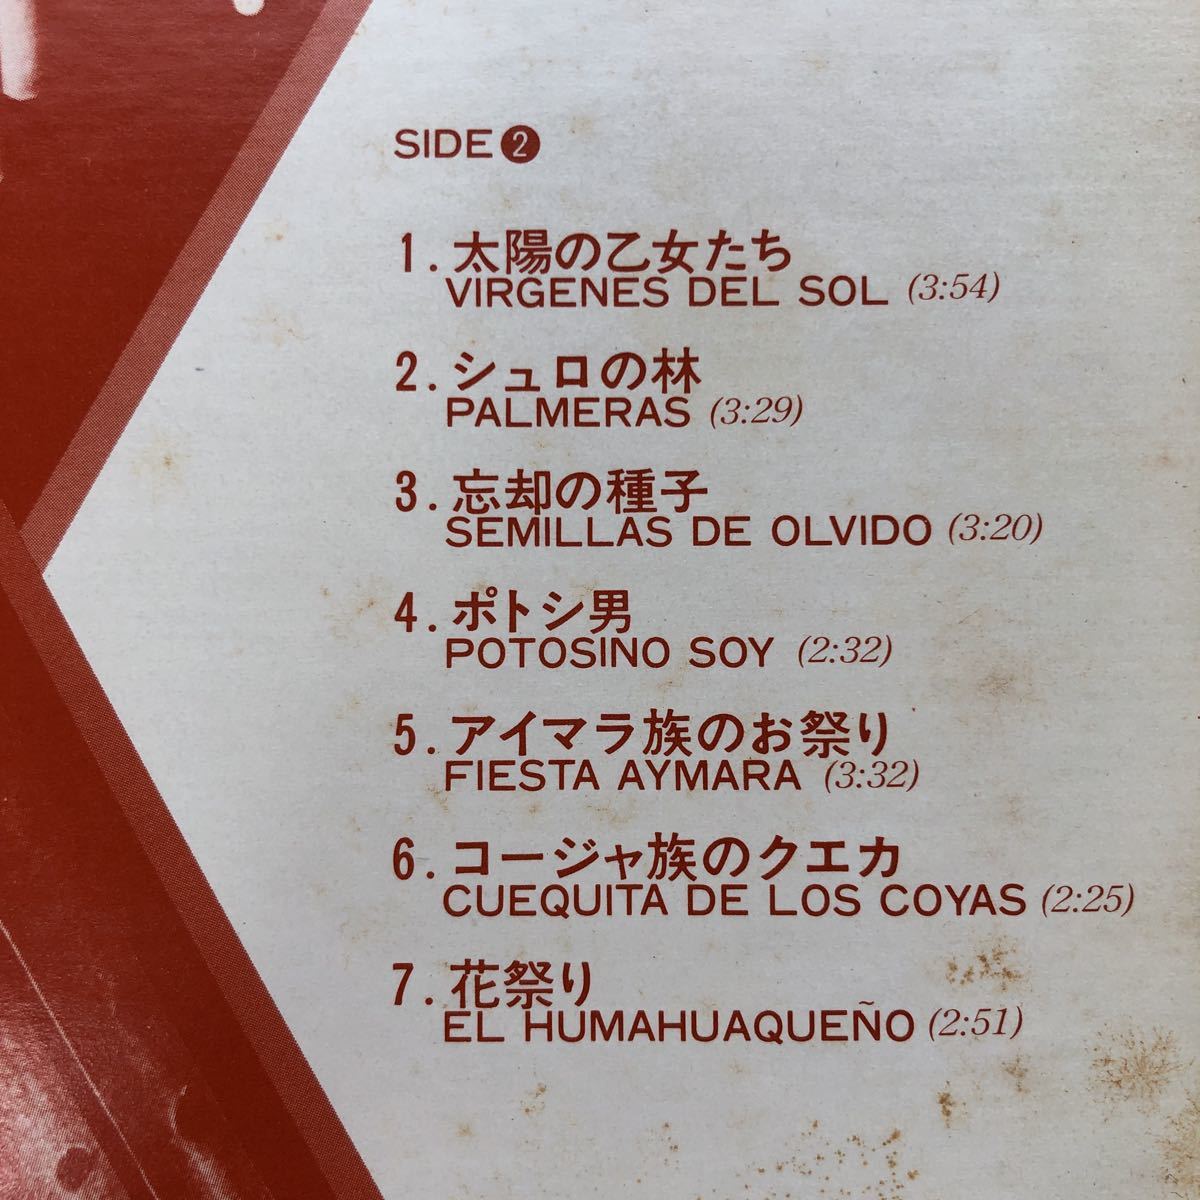 SIDE❷
1. 太陽の乙女たち
VIRGENES DEL SOL (3:54)
2. シュロの林
PALMERAS (3:29)
3. 忘却の種子
SEMILLAS DE OLVIDO (3:20)
4. ポトシ男
POTOSINO SOY (2:32)
5. アイマラ族のお祭り
FIESTA AYMARA (3:32)
6. コージャ族のクエカ
CUEQUITA DE LOS COYAS (2:25)
7. 花祭り
EL HUMAHUAQUEÑO (2:51)